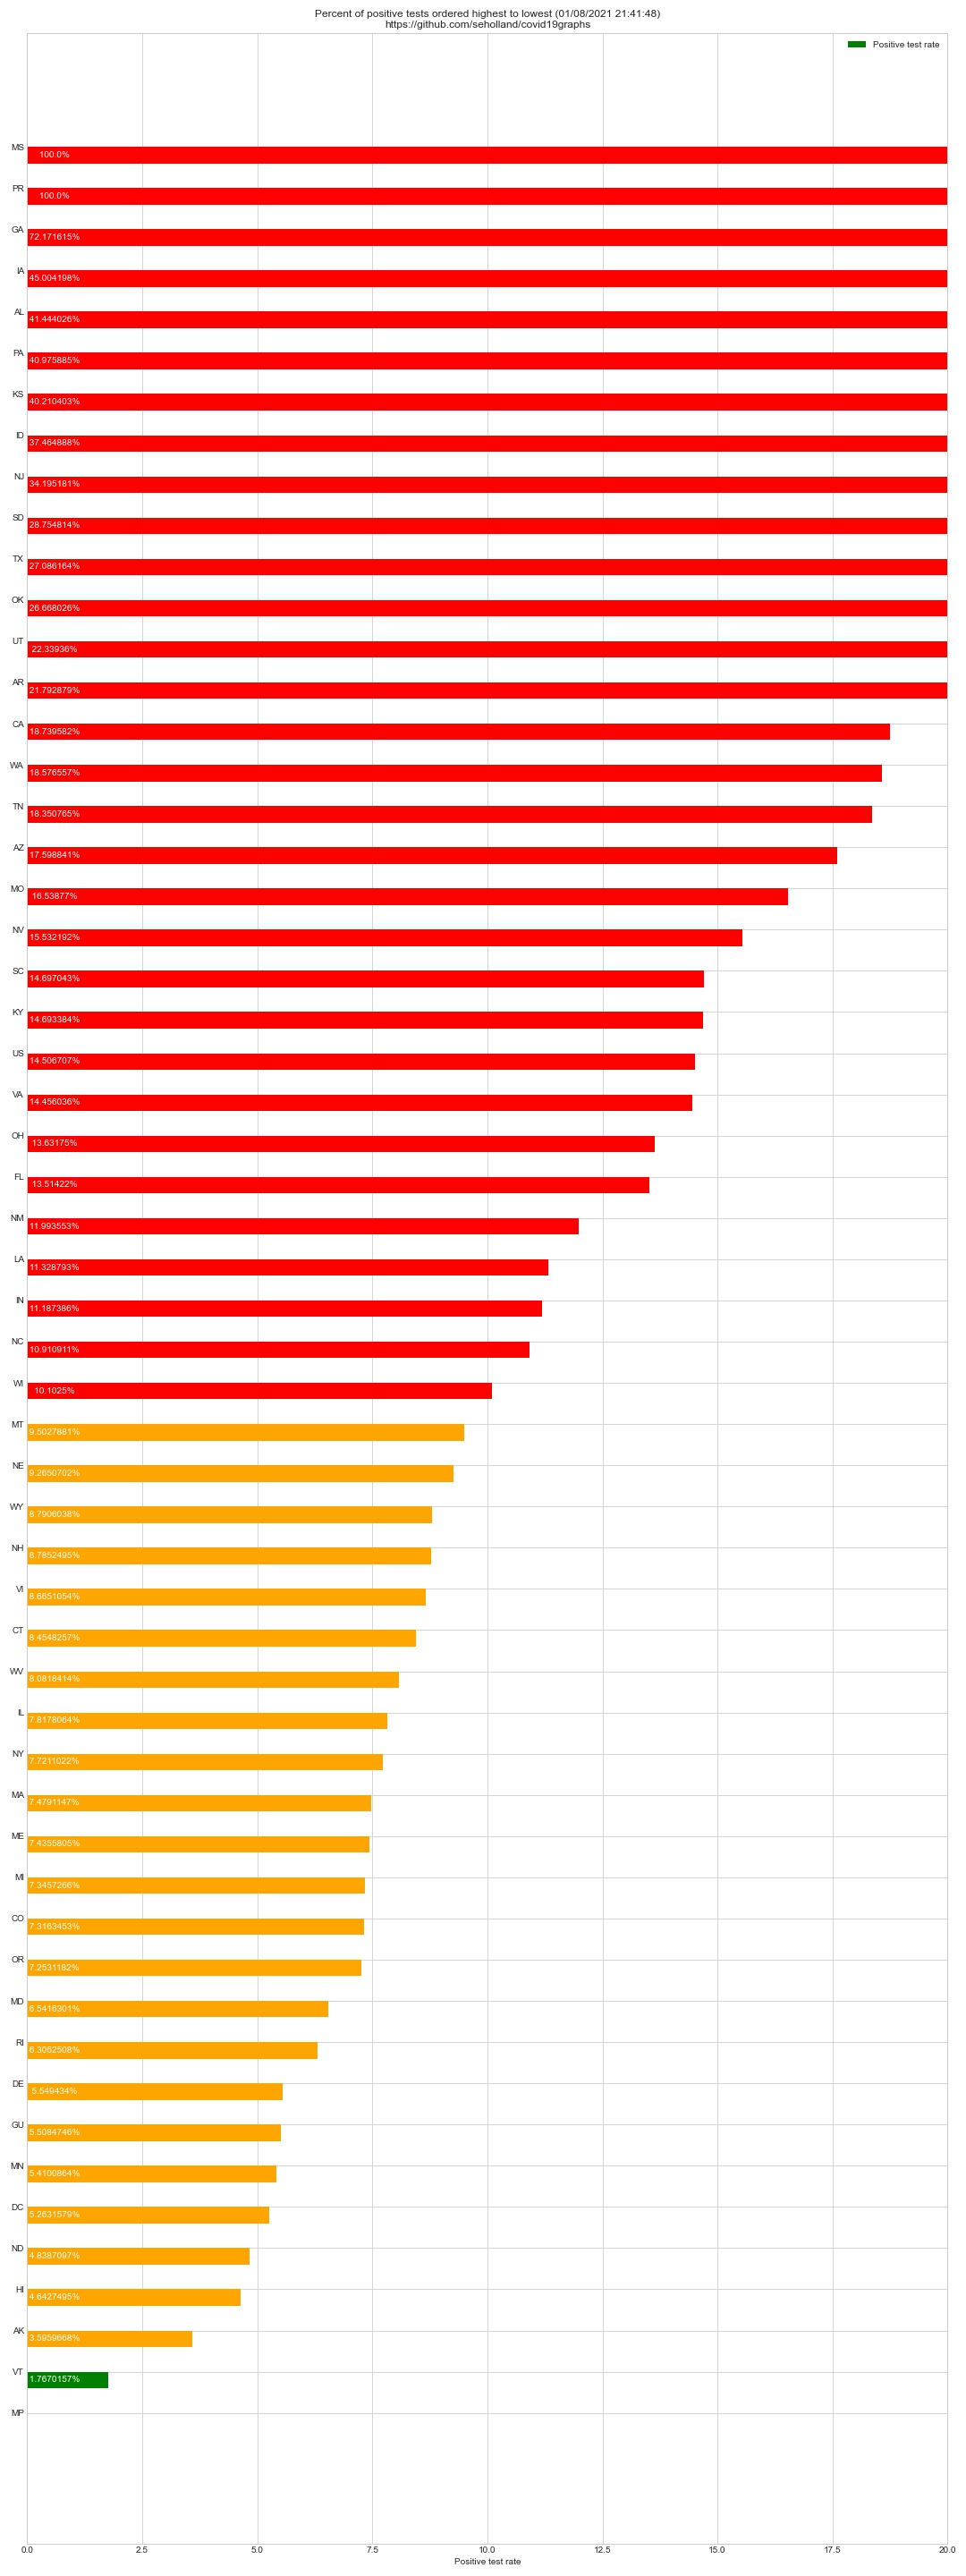 Percent of positive tests ordered highest to lowest (01/08/2021 21:41:48)
https://github.com/seholland/covid19graphs
Positive test rate
MS 100.0%
PR 100.0%
GA 72.171615%
IA 45.004198%
AL 41.444026%
PA 40.975885%
KS 40.210403%
ID 37.464888%
NJ 34.195181%
SD 28.754814%
TX 27.086164%
OK 26.668026%
UT 22.33936%
AR 21.792879%
CA 18.739582%
WA 18.576557%
TN 18.350765%
AZ 17.598841%
MO 16.53877%
NV 15.532192%
SC 14.697043%
KY 14.693384%
US 14.506707%
VA 14.456036%
OH 13.63175%
FL 13.51422%
NM 11.993553%
LA 11.328793%
IN 11.187386%
NC 10.910911%
WI 10.1025%
MT 9.5027881%
NE 9.2650702%
WY 8.7906038%
NH 8.7852495%
VI 8.6651054%
CT 8.4548257%
WV 8.0818414%
IL 7.8178064%
NY 7.7211022%
MA 7.4791147%
ME 7.4355805%
MI 7.3457266%
CO 7.3163453%
OR 7.2531182%
MD 6.5416301%
RI 6.3062508%
DE 5.549434%
GU 5.5084746%
MN 5.4100864%
DC 5.2631579%
ND 4.8387097%
HI 4.6427495%
AK 3.5959668%
VT 1.7670157%
MP
0.0 2.5 5.0 7.5 10.0 12.5 15.0 17.5 20.0
Positive test rate